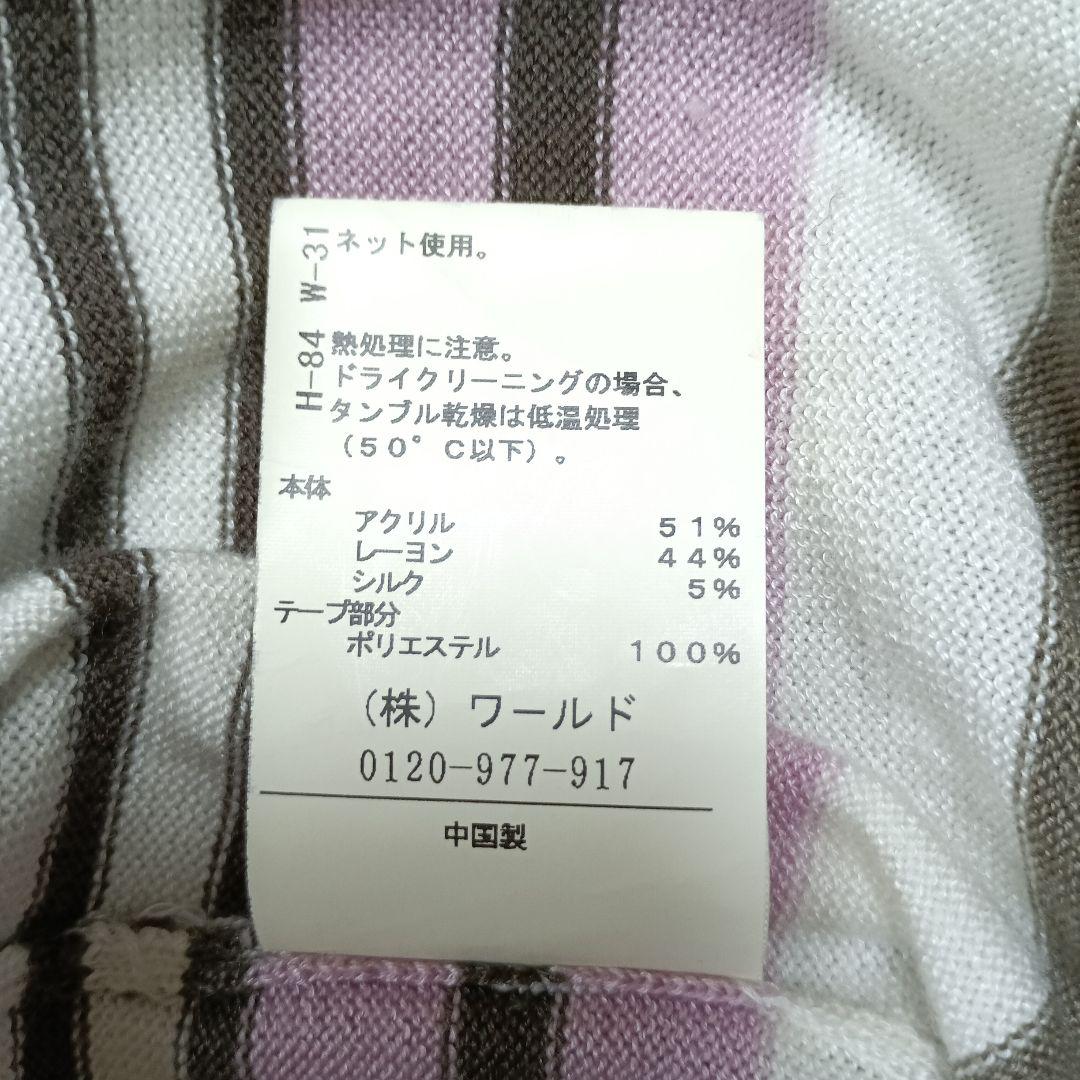 H-84 W-31
ネット使用。
熱処理に注意。
ドライクリーニングの場合、
タンブル乾燥は低温処理
(50°C以下)。
本体
アクリル 51%
レーヨン 44%
シルク 5%
テープ部分
ポリエステル 100%
(株)ワールド
0120-977-917
中国製